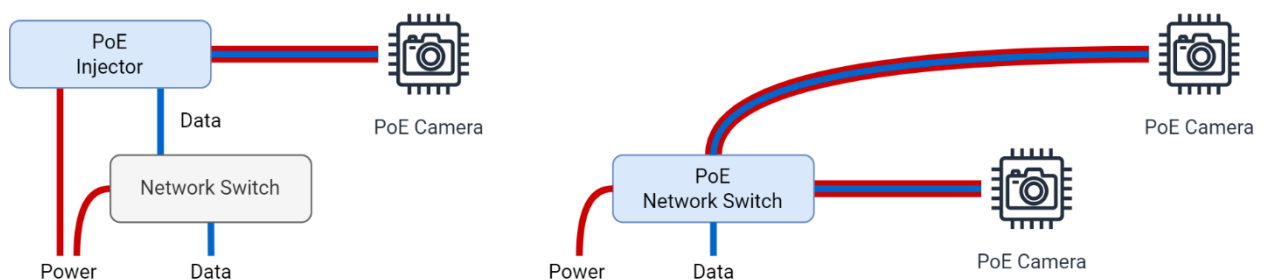 PoE
Injector
Data
PoE Camera
Network Switch
Power
Data
PoE Camera
PoE
Network Switch
PoE Camera
Power
Data